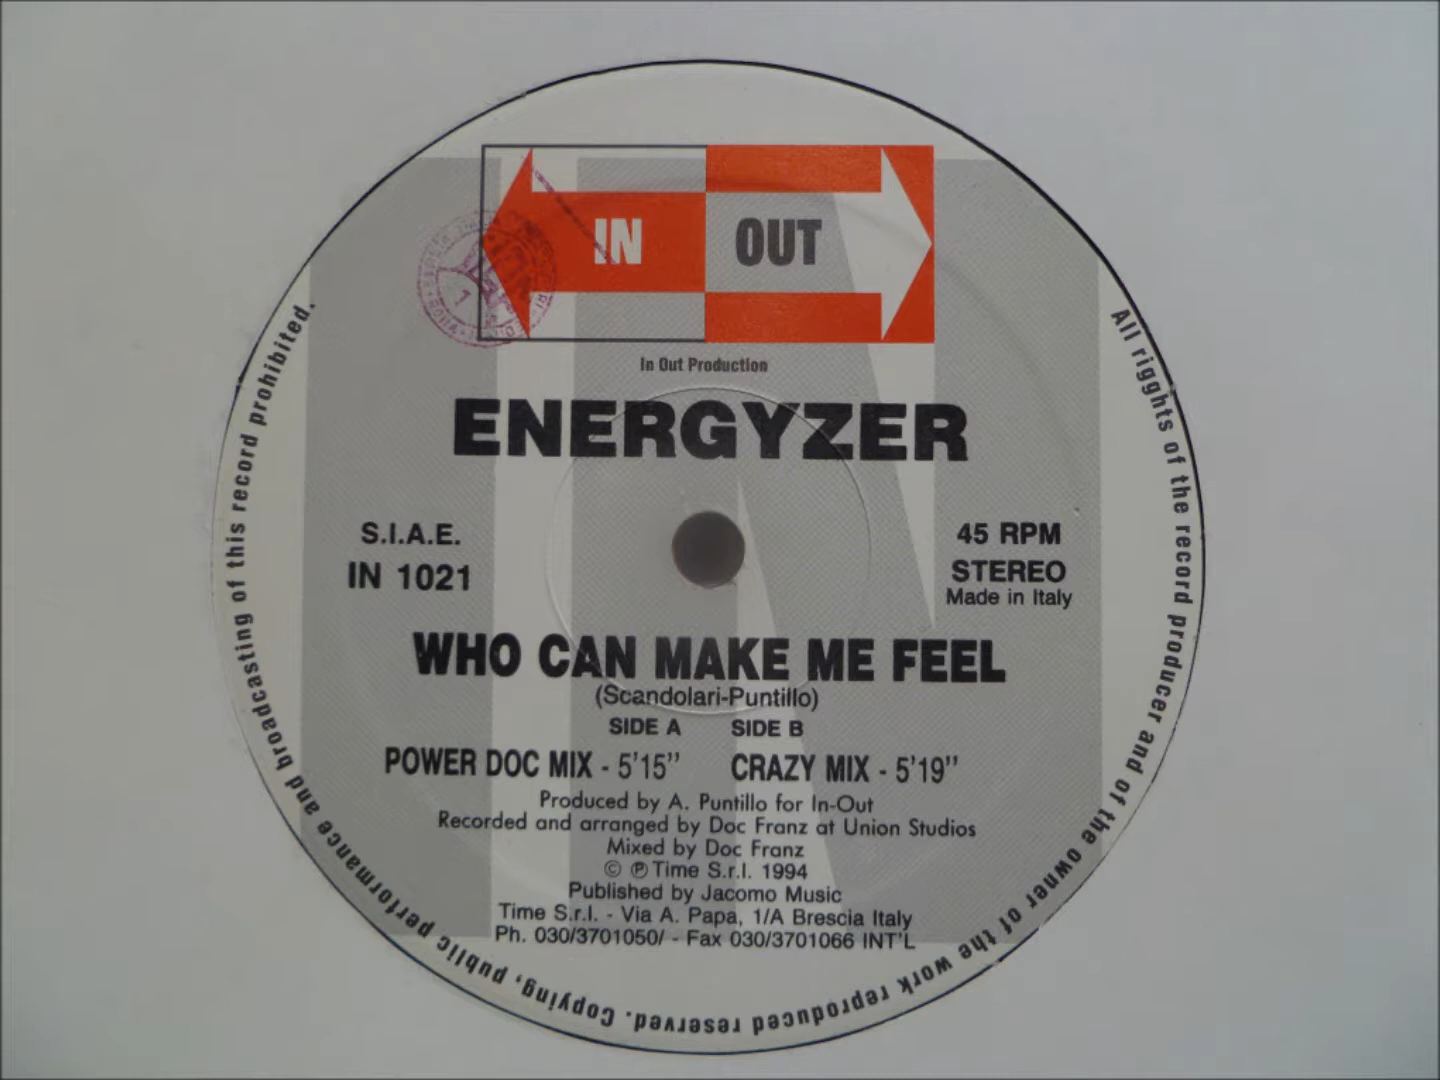 IN OUT
In Out Production
ENERGYZER
S.I.A.E.
IN 1021
45 RPM
STEREO
Made in Italy
WHO CAN MAKE ME FEEL
(Scandolari-Puntillo)
SIDE A SIDE B
POWER DOC MIX - 5'15" CRAZY MIX - 5'19"
Produced by A. Puntillo for In-Out
Recorded and arranged by Doc Franz at Union Studios
Mixed by Doc Franz
© ℗ Time S.r.l. 1994
Published by Jacomo Music
Time S.r.l. - Via A. Papa, 1/A Brescia Italy
Ph. 030/3701050/ - Fax 030/3701066 INT'L
All rigghts of the record producer and of the owner of the work reproduced reserved. Copying, public performance and broadcasting of this record prohibited.